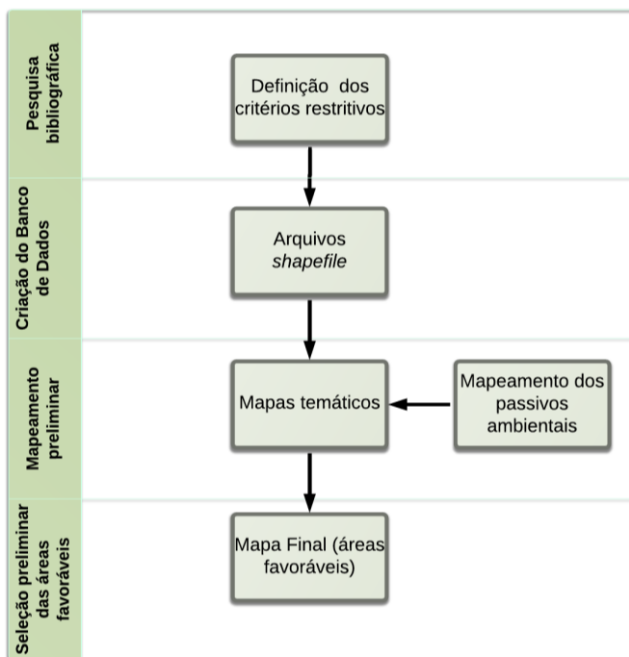 Pesquisa
bibliográfica
Definição dos
critérios restritivos
Criação do Banco
de Dados
Arquivos
shapefile
Mapeamento
preliminar
Mapas temáticos
Mapeamento dos
passivos
ambientais
Seleção preliminar
das áreas
favoráveis
Mapa Final (áreas
favoráveis)